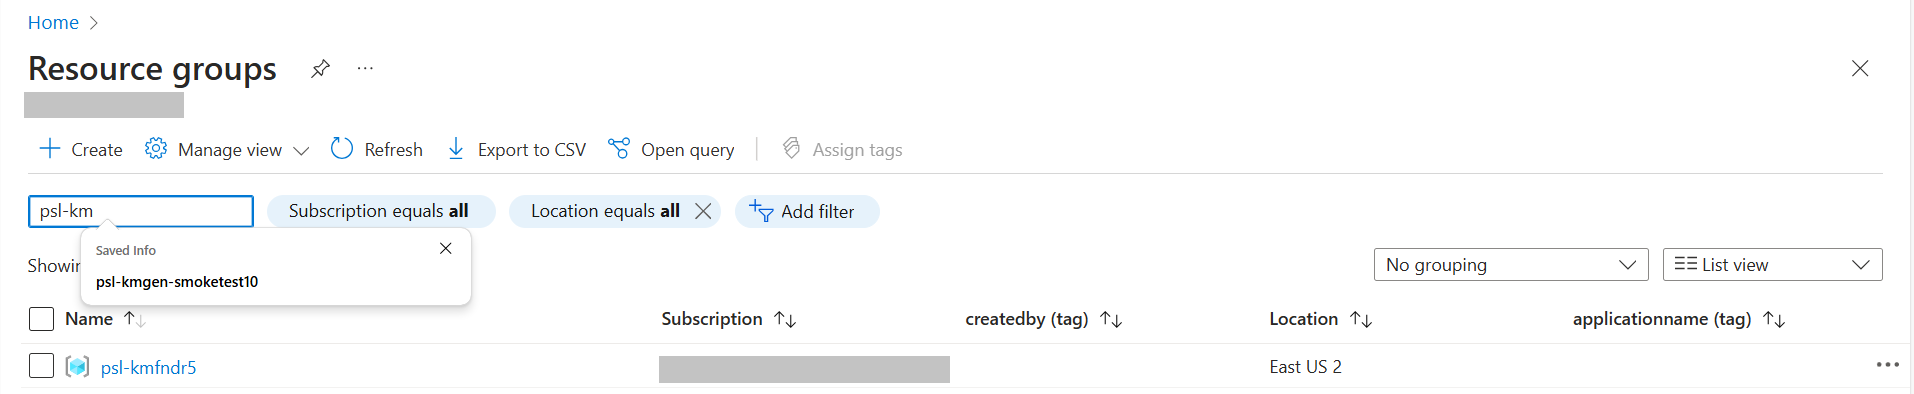 Home
Resource groups
Create Manage view Refresh Export to CSV Open query Assign tags
psl-km Subscription equals all Location equals all Add filter
Saved Info
psl-kmgen-smoketest10
No grouping List view
Name Subscription createdby (tag) Location applicationname (tag)
psl-kmfndr5 East US 2